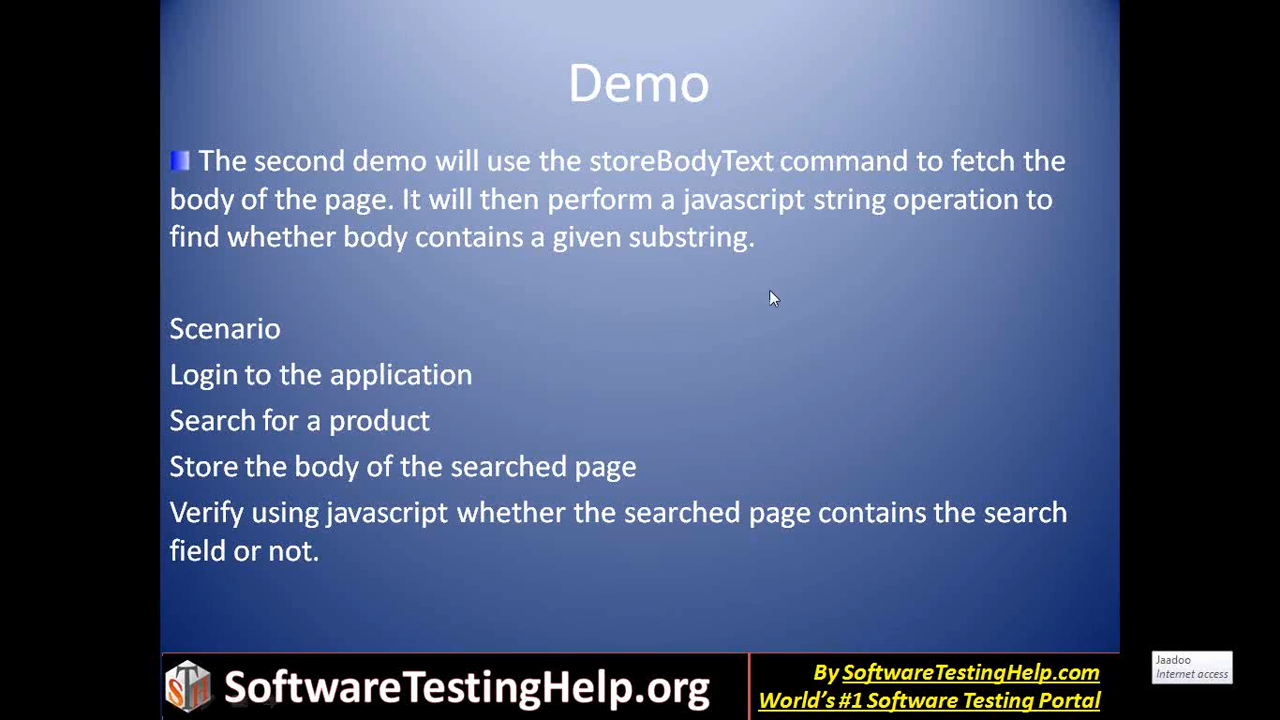 Demo
The second demo will use the storeBodyText command to fetch the
body of the page. It will then perform a javascript string operation to
find whether body contains a given substring.
Scenario
Login to the application
Search for a product
Store the body of the searched page
Verify using javascript whether the searched page contains the search
field or not.
STH
SoftwareTestingHelp.org
By SoftwareTestingHelp.com
World's #1 Software Testing Portal
Jaadoo
Internet access